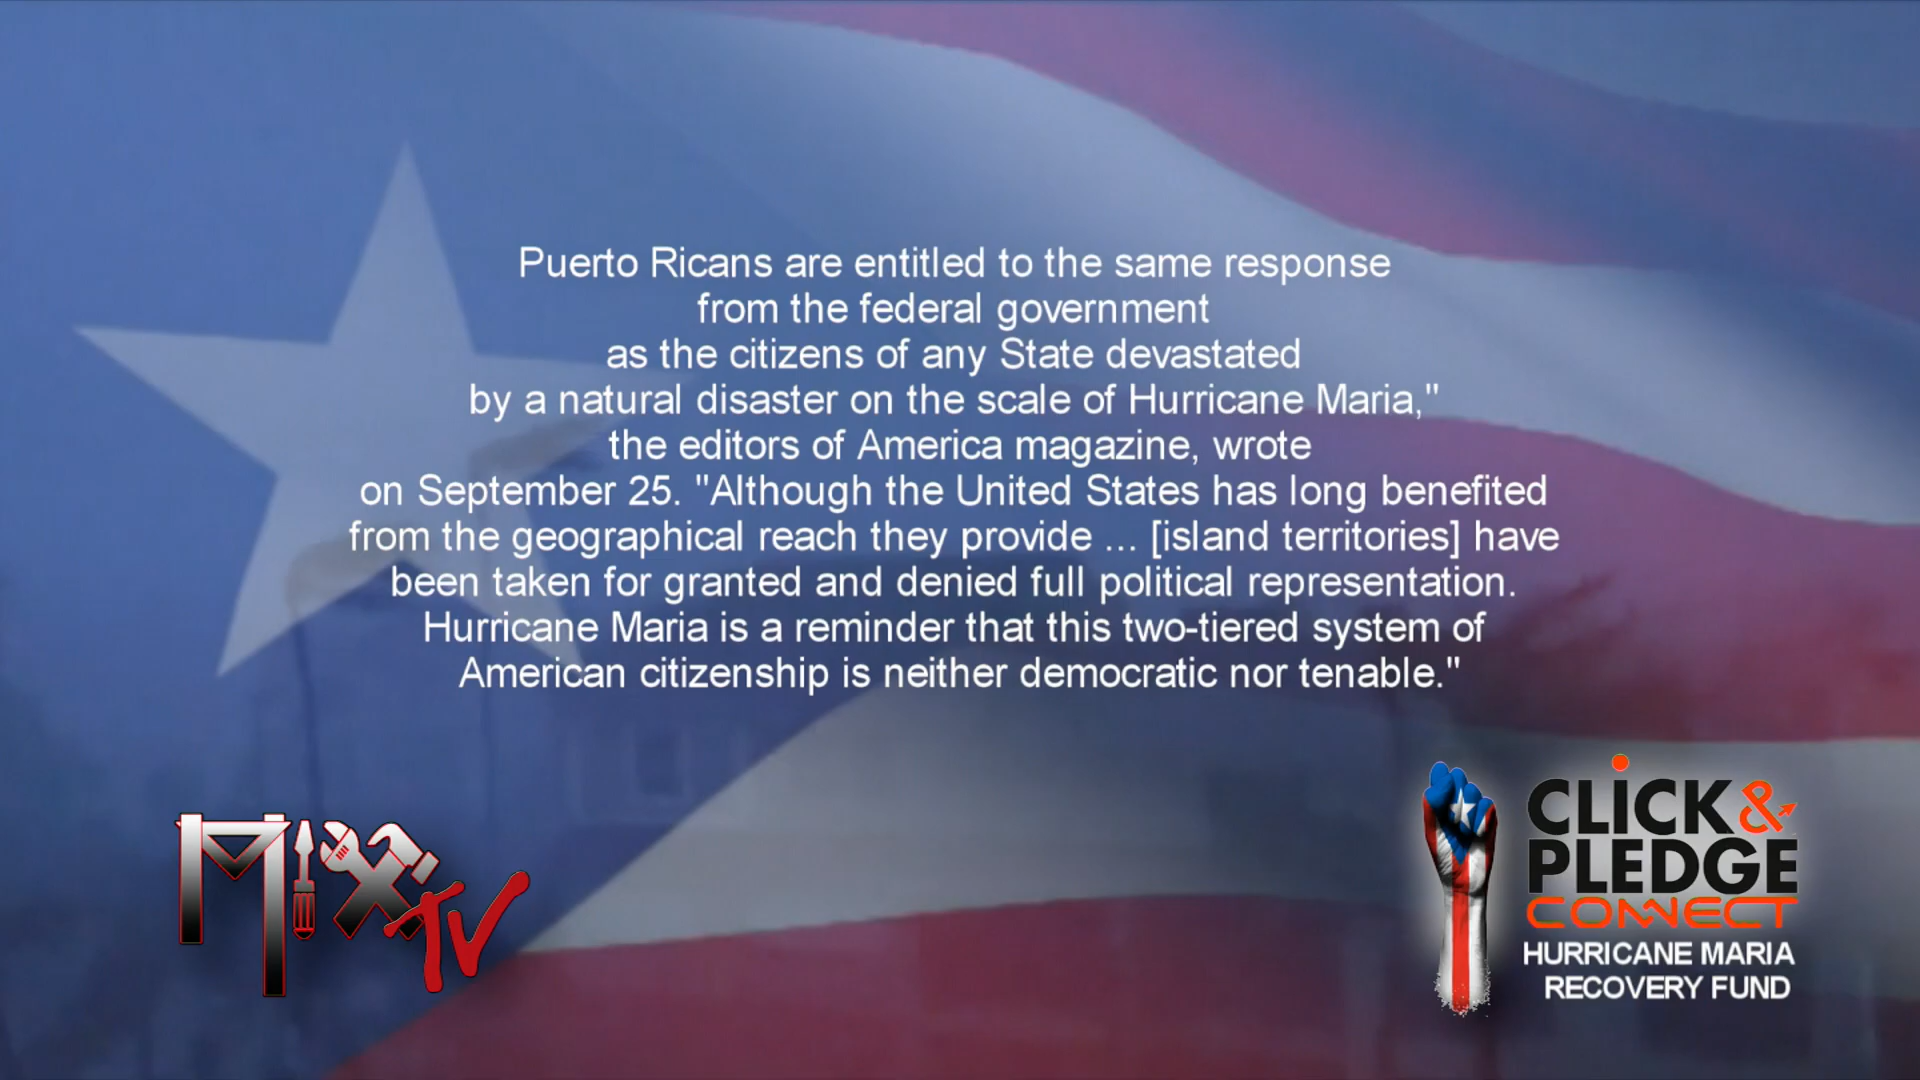 Puerto Ricans are entitled to the same response
from the federal government
as the citizens of any State devastated
by a natural disaster on the scale of Hurricane Maria,"
the editors of America magazine, wrote
on September 25. "Although the United States has long benefited
from the geographical reach they provide ... [island territories] have
been taken for granted and denied full political representation.
Hurricane Maria is a reminder that this two-tiered system of
American citizenship is neither democratic nor tenable."
MIX TV
CLICK &
PLEDGE
CONNECT
HURRICANE MARIA
RECOVERY FUND